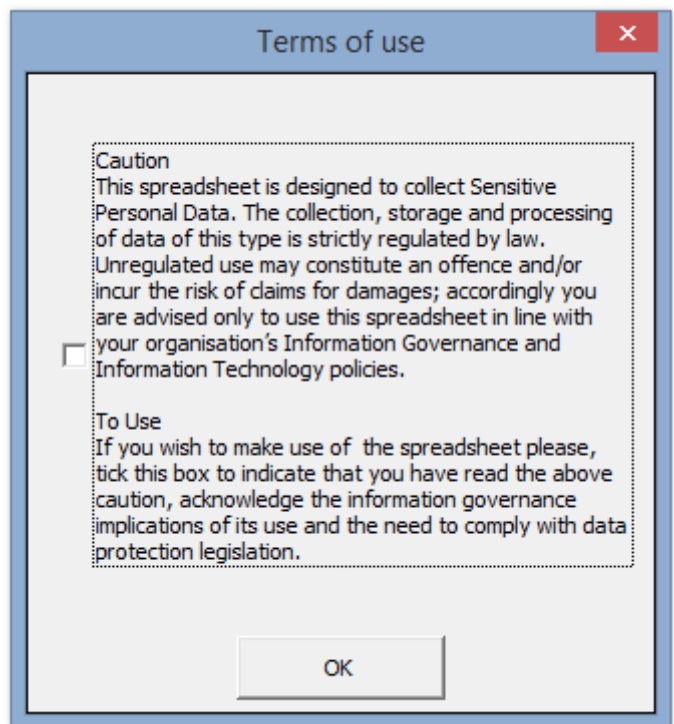 Terms of use
Caution
This spreadsheet is designed to collect Sensitive
Personal Data. The collection, storage and processing
of data of this type is strictly regulated by law.
Unregulated use may constitute an offence and/or
incur the risk of claims for damages; accordingly you
are advised only to use this spreadsheet in line with
your organisation’s Information Governance and
Information Technology policies.
To Use
If you wish to make use of  the spreadsheet please,
tick this box to indicate that you have read the above
caution, acknowledge the information governance
implications of its use and the need to comply with data
protection legislation.
OK